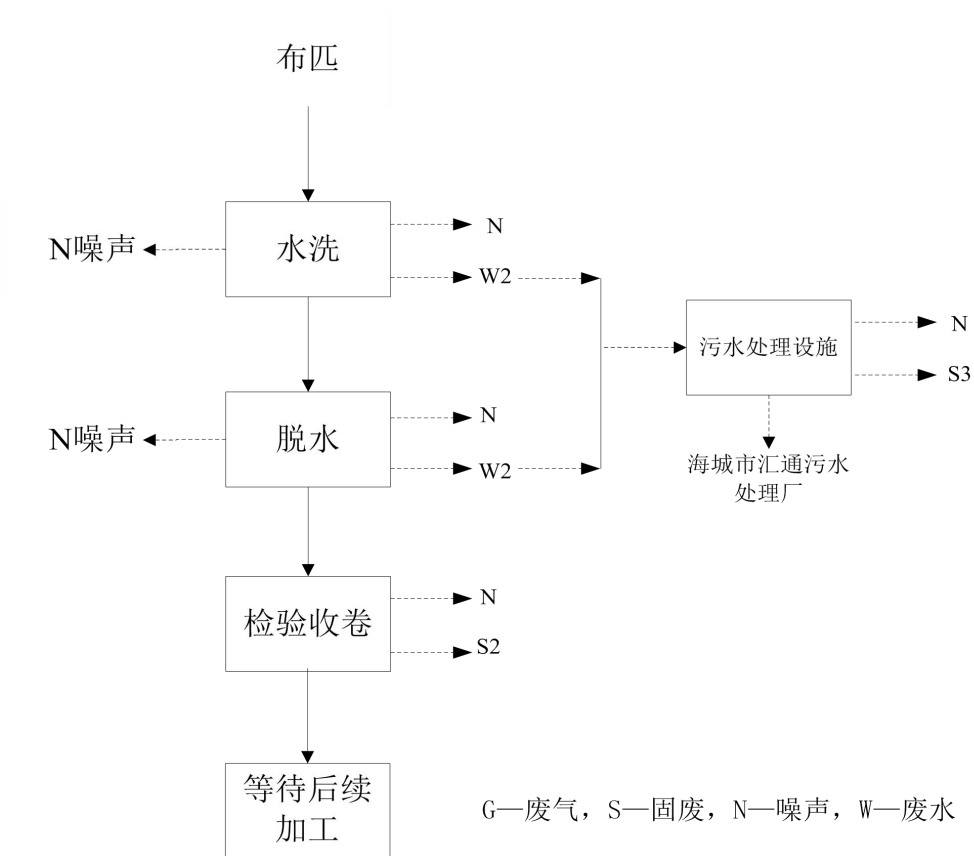 布匹
N噪声
水洗
N
W2
污水处理设施
N
S3
N噪声
脱水
N
W2
海城市汇通污水
处理厂
检验收卷
N
S2
等待后续
加工
G—废气，S—固废，N—噪声，W—废水